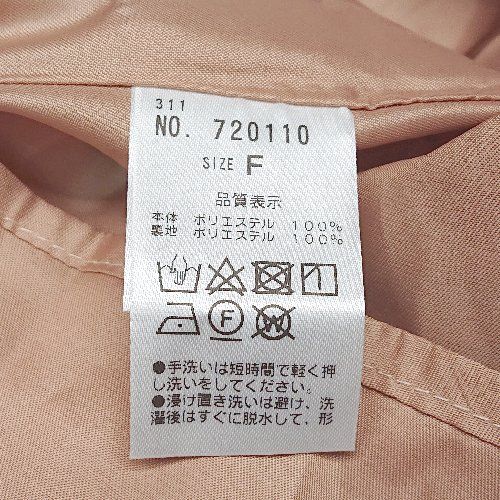 311
NO. 720110
SIZE F
品質表示
本体 ポリエステル 100%
裏地 ポリエステル 100%
F
W
●手洗いは短時間で軽く押
し洗いをしてください。
●浸け置き洗いは避け、洗
濯後はすぐに脱水して、形